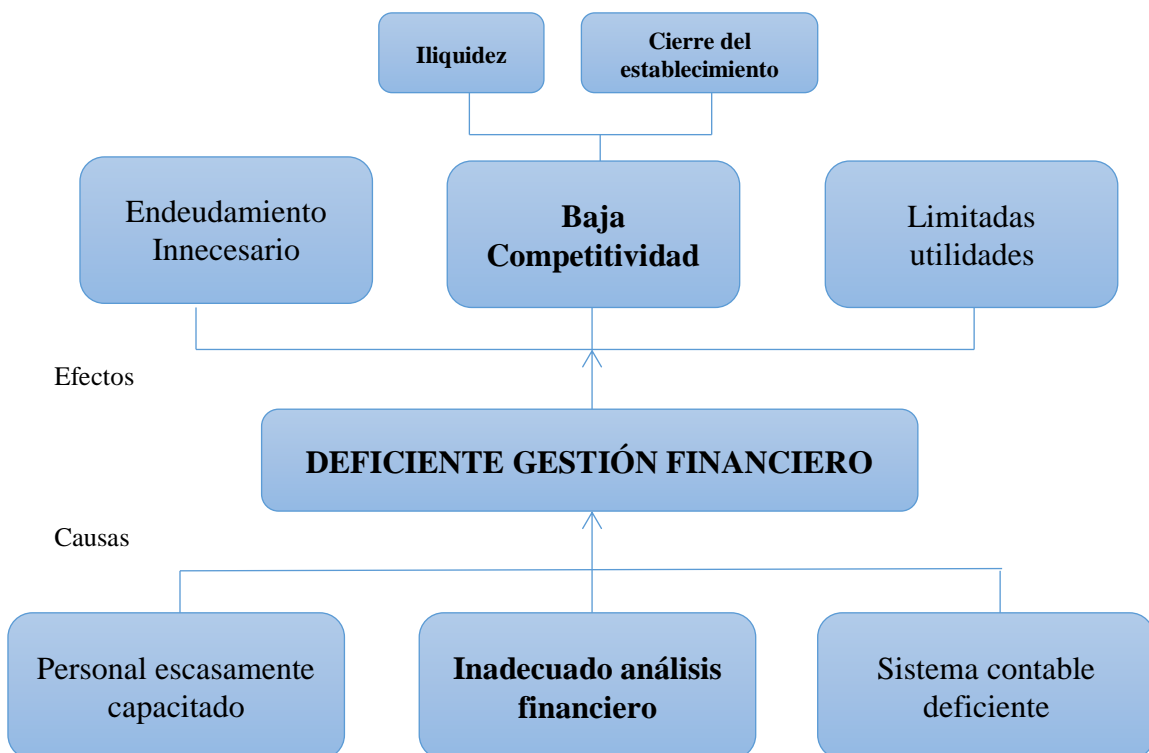 Iliquidez
Cierre del
establecimiento
Endeudamiento
Innecesario
Baja
Competitividad
Limitadas
utilidades
Efectos
DEFICIENTE GESTIÓN FINANCIERO
Causas
Personal escasamente
capacitado
Inadecuado análisis
financiero
Sistema contable
deficiente